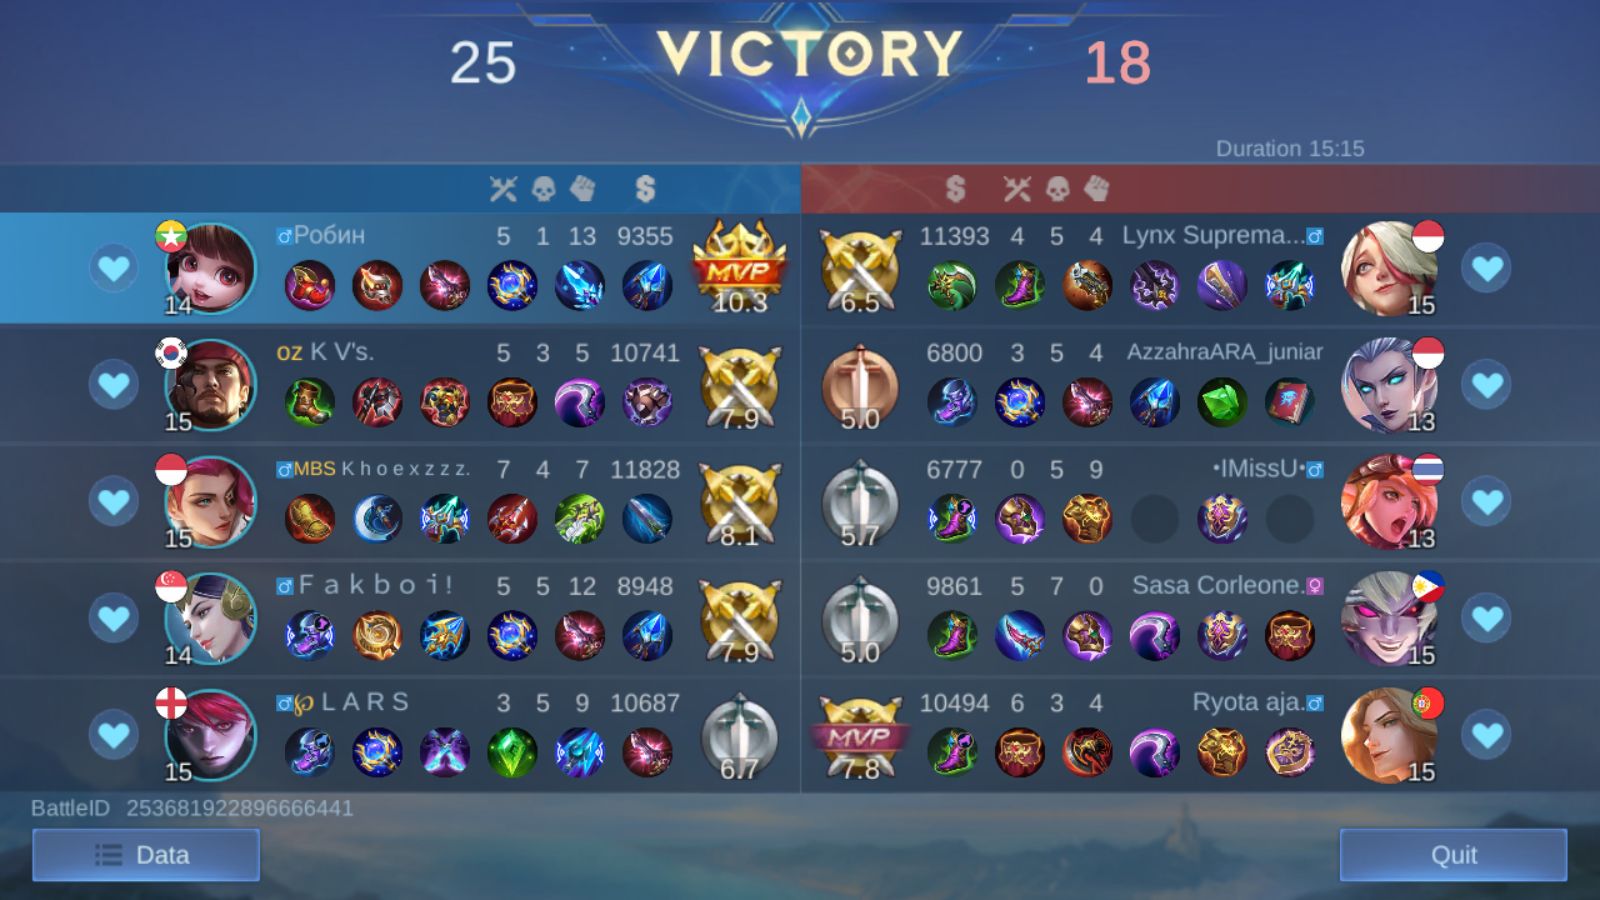 25 VICTORY 18
Duration 15:15
Робин 5 1 13 9355 MVP 10.3
14
6.5 11393 4 5 4 Lynx Suprema...
15
oz K V's. 5 3 5 10741 7.9
15
5.0 6800 3 5 4 AzzahraARA_juniar
13
MBS K h o e x z z z. 7 4 7 11828 8.1
15
5.7 6777 0 5 9 •IMissU•
13
F a k b o i ! 5 5 12 8948 7.9
14
5.0 9861 5 7 0 Sasa Corleone.
15
℘ L A R S 3 5 9 10687 6.7
15
MVP 7.8 10494 6 3 4 Ryota aja.
15
BattleID 253681922896666441
Data
Quit